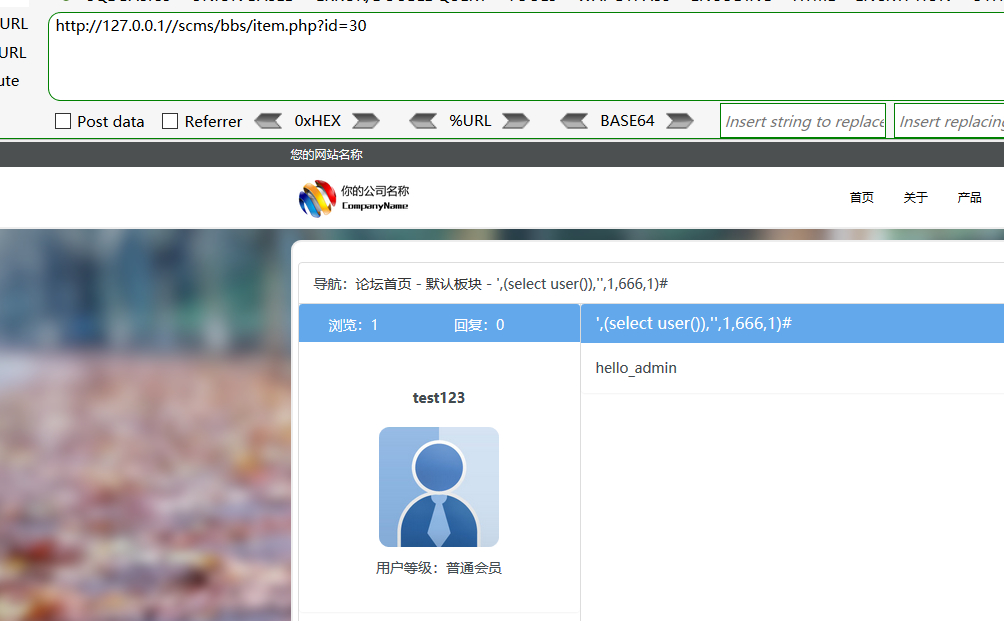 URL
http://127.0.0.1//scms/bbs/item.php?id=30
URL
ute
Post data Referrer 0xHEX %URL BASE64 Insert string to replace Insert replacing
您的网站名称
你的公司名称
CompanyName
首页 关于 产品
导航：论坛首页 - 默认板块 - ',(select user()),'',1,666,1)#
浏览：1 回复：0 ',(select user()),'',1,666,1)#
hello_admin
test123
用户等级：普通会员